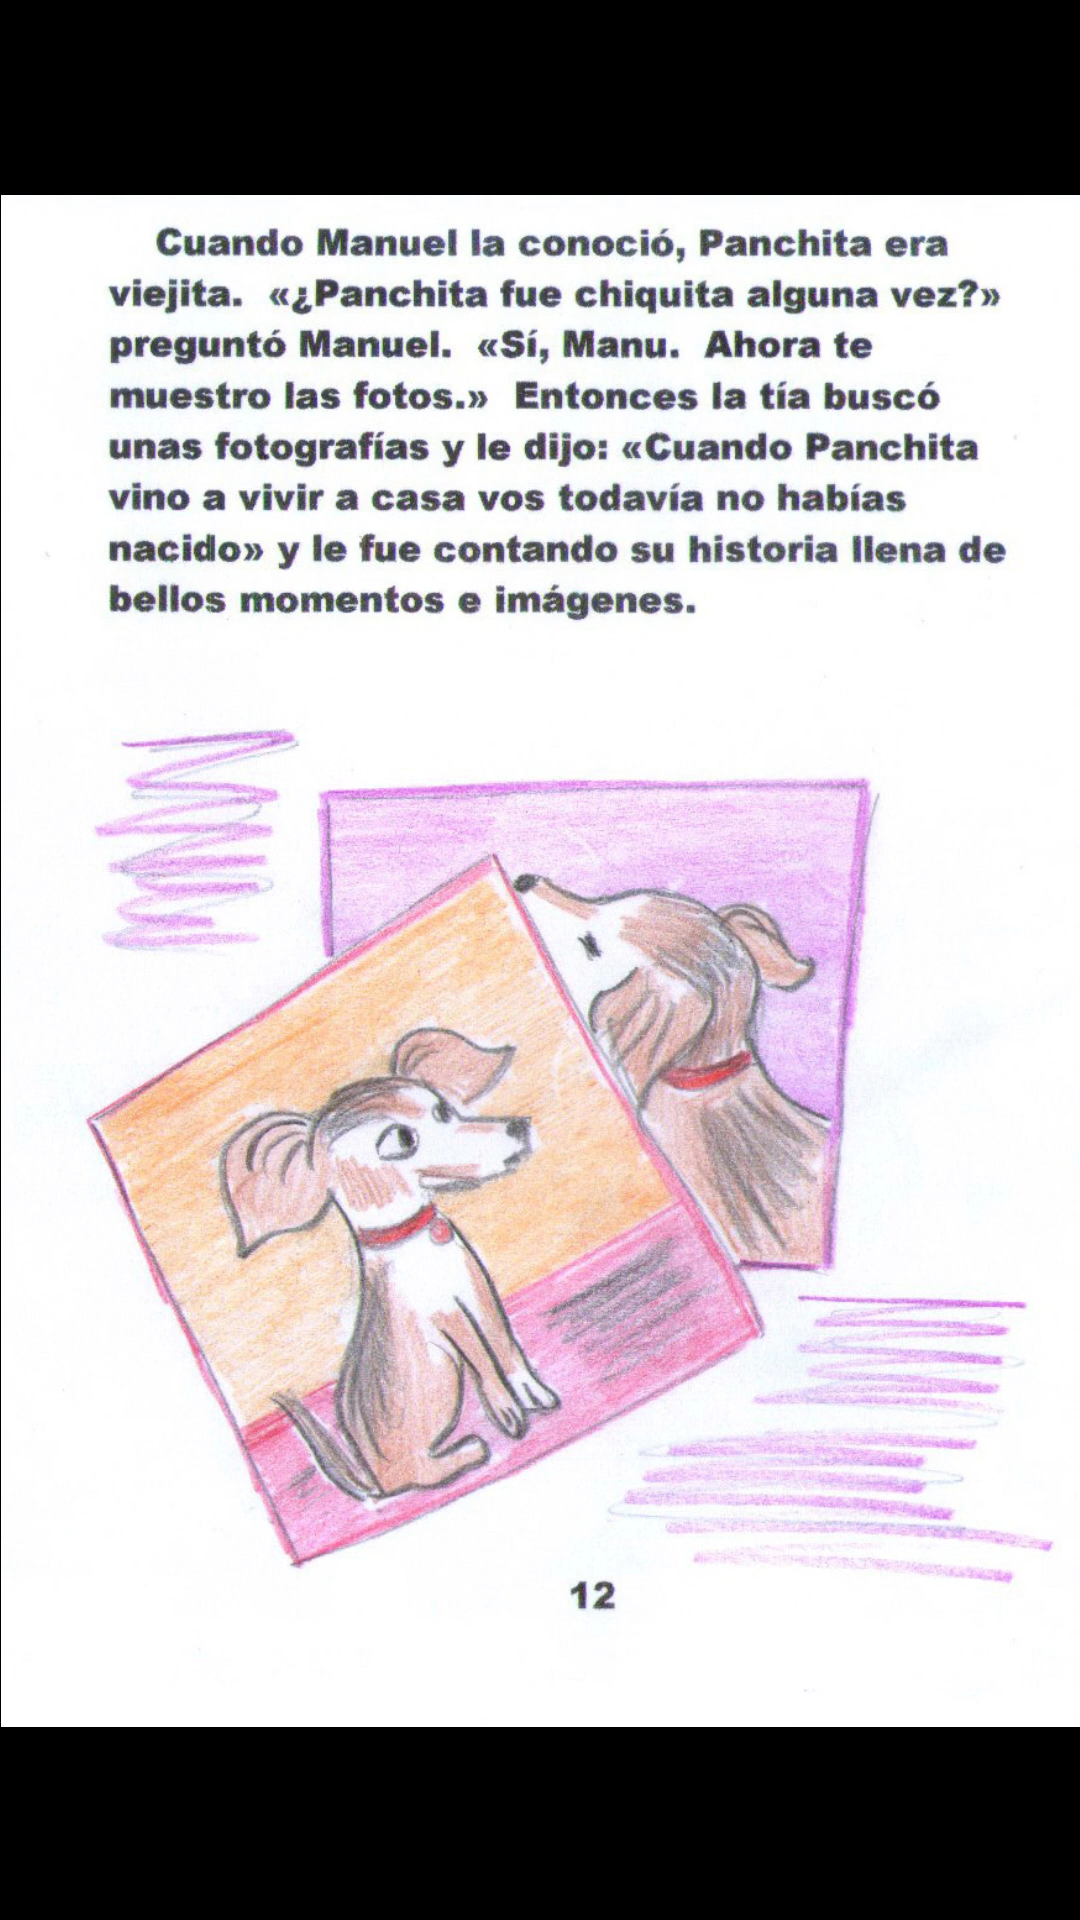 Cuando Manuel la conoció, Panchita era
viejita.  «¿Panchita fue chiquita alguna vez?»
preguntó Manuel.  «Sí, Manu.  Ahora te
muestro las fotos.»  Entonces la tía buscó
unas fotografías y le dijo: «Cuando Panchita
vino a vivir a casa vos todavía no habías
nacido» y le fue contando su historia llena de
bellos momentos e imágenes.
12